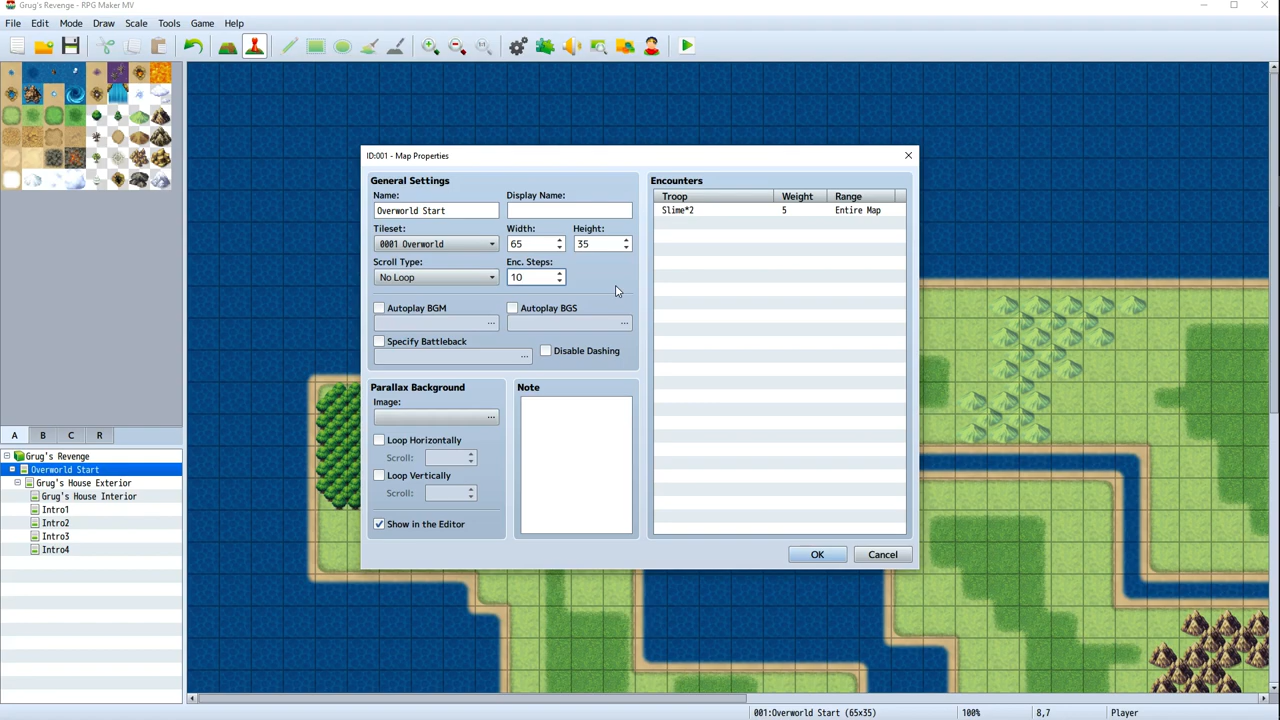 Grug's Revenge - RPG Maker MV
File Edit Mode Draw Scale Tools Game Help
ID:001 - Map Properties
General Settings
Name:
Overworld Start
Display Name:
Tileset:
0001 Overworld
Width:
65
Height:
35
Scroll Type:
No Loop
Enc. Steps:
10
Autoplay BGM
...
Autoplay BGS
...
Specify Battleback
...
Disable Dashing
Parallax Background
Image:
...
Loop Horizontally
Scroll:
Loop Vertically
Scroll:
Show in the Editor
Note
Encounters
Troop Weight Range
Slime*2 5 Entire Map
OK
Cancel
A B C R
Grug's Revenge
Overworld Start
Grug's House Exterior
Grug's House Interior
Intro1
Intro2
Intro3
Intro4
001:Overworld Start (65x35) 100% 8,7 Player